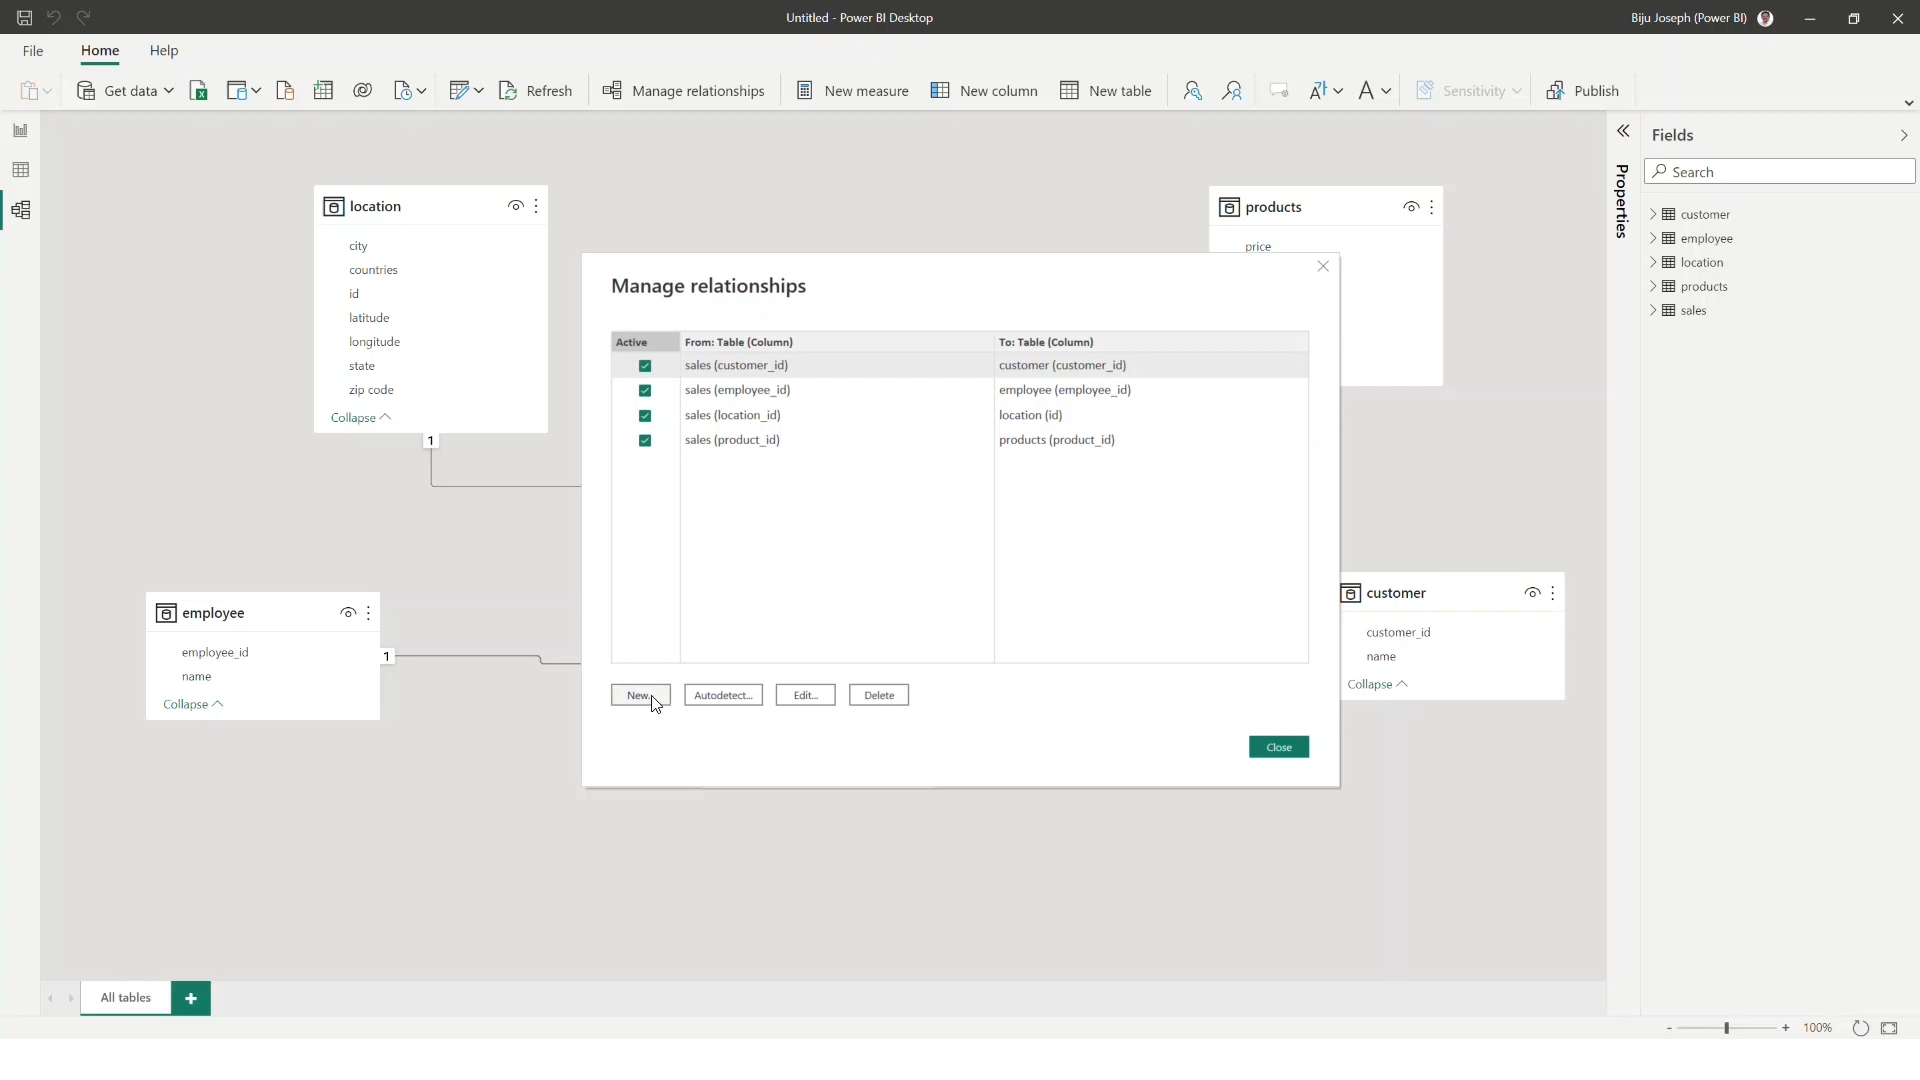 Untitled - Power BI Desktop
Biju Joseph (Power BI)
File
Home
Help
Get data
Refresh
Manage relationships
New measure
New column
New table
Sensitivity
Publish
location
city
countries
id
latitude
longitude
state
zip code
Collapse
1
products
price
Manage relationships
Active
From: Table (Column)
To: Table (Column)
sales (customer_id)
customer (customer_id)
sales (employee_id)
employee (employee_id)
sales (location_id)
location (id)
sales (product_id)
products (product_id)
New...
Autodetect...
Edit...
Delete
Close
employee
employee_id
name
Collapse
1
customer
customer_id
name
Collapse
Properties
Fields
Search
customer
employee
location
products
sales
All tables
+
- + 100%